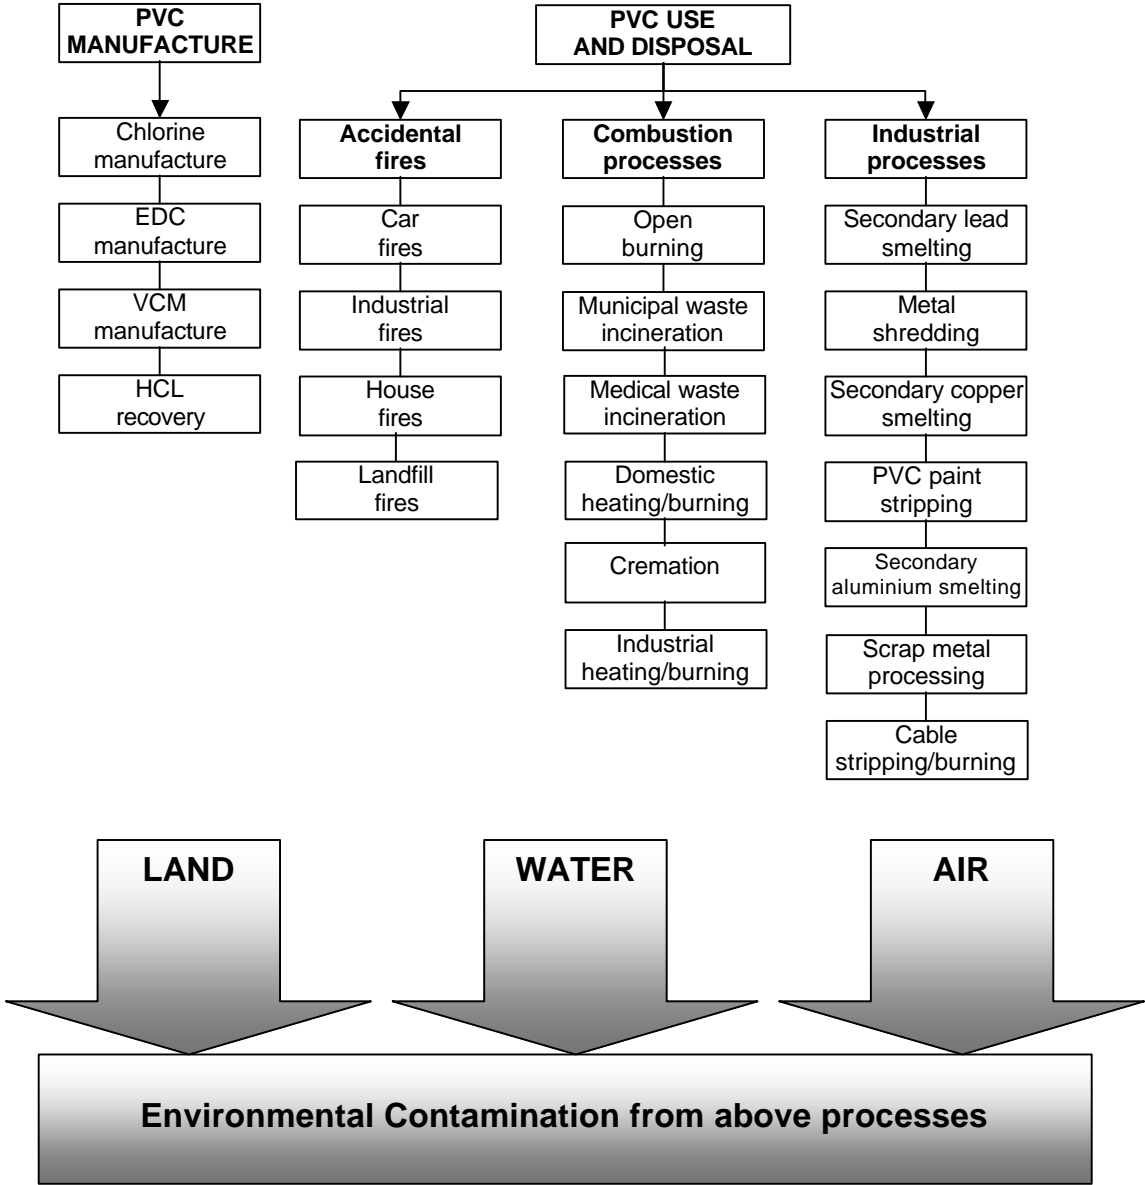 PVC
MANUFACTURE
Chlorine
manufacture
EDC
manufacture
VCM
manufacture
HCL
recovery
PVC USE
AND DISPOSAL
Accidental
fires
Car
fires
Industrial
fires
House
fires
Landfill
fires
Combustion
processes
Open
burning
Municipal waste
incineration
Medical waste
incineration
Domestic
heating/burning
Cremation
Industrial
heating/burning
Industrial
processes
Secondary lead
smelting
Metal
shredding
Secondary copper
smelting
PVC paint
stripping
Secondary
aluminium smelting
Scrap metal
processing
Cable
stripping/burning
LAND
WATER
AIR
Environmental Contamination from above processes